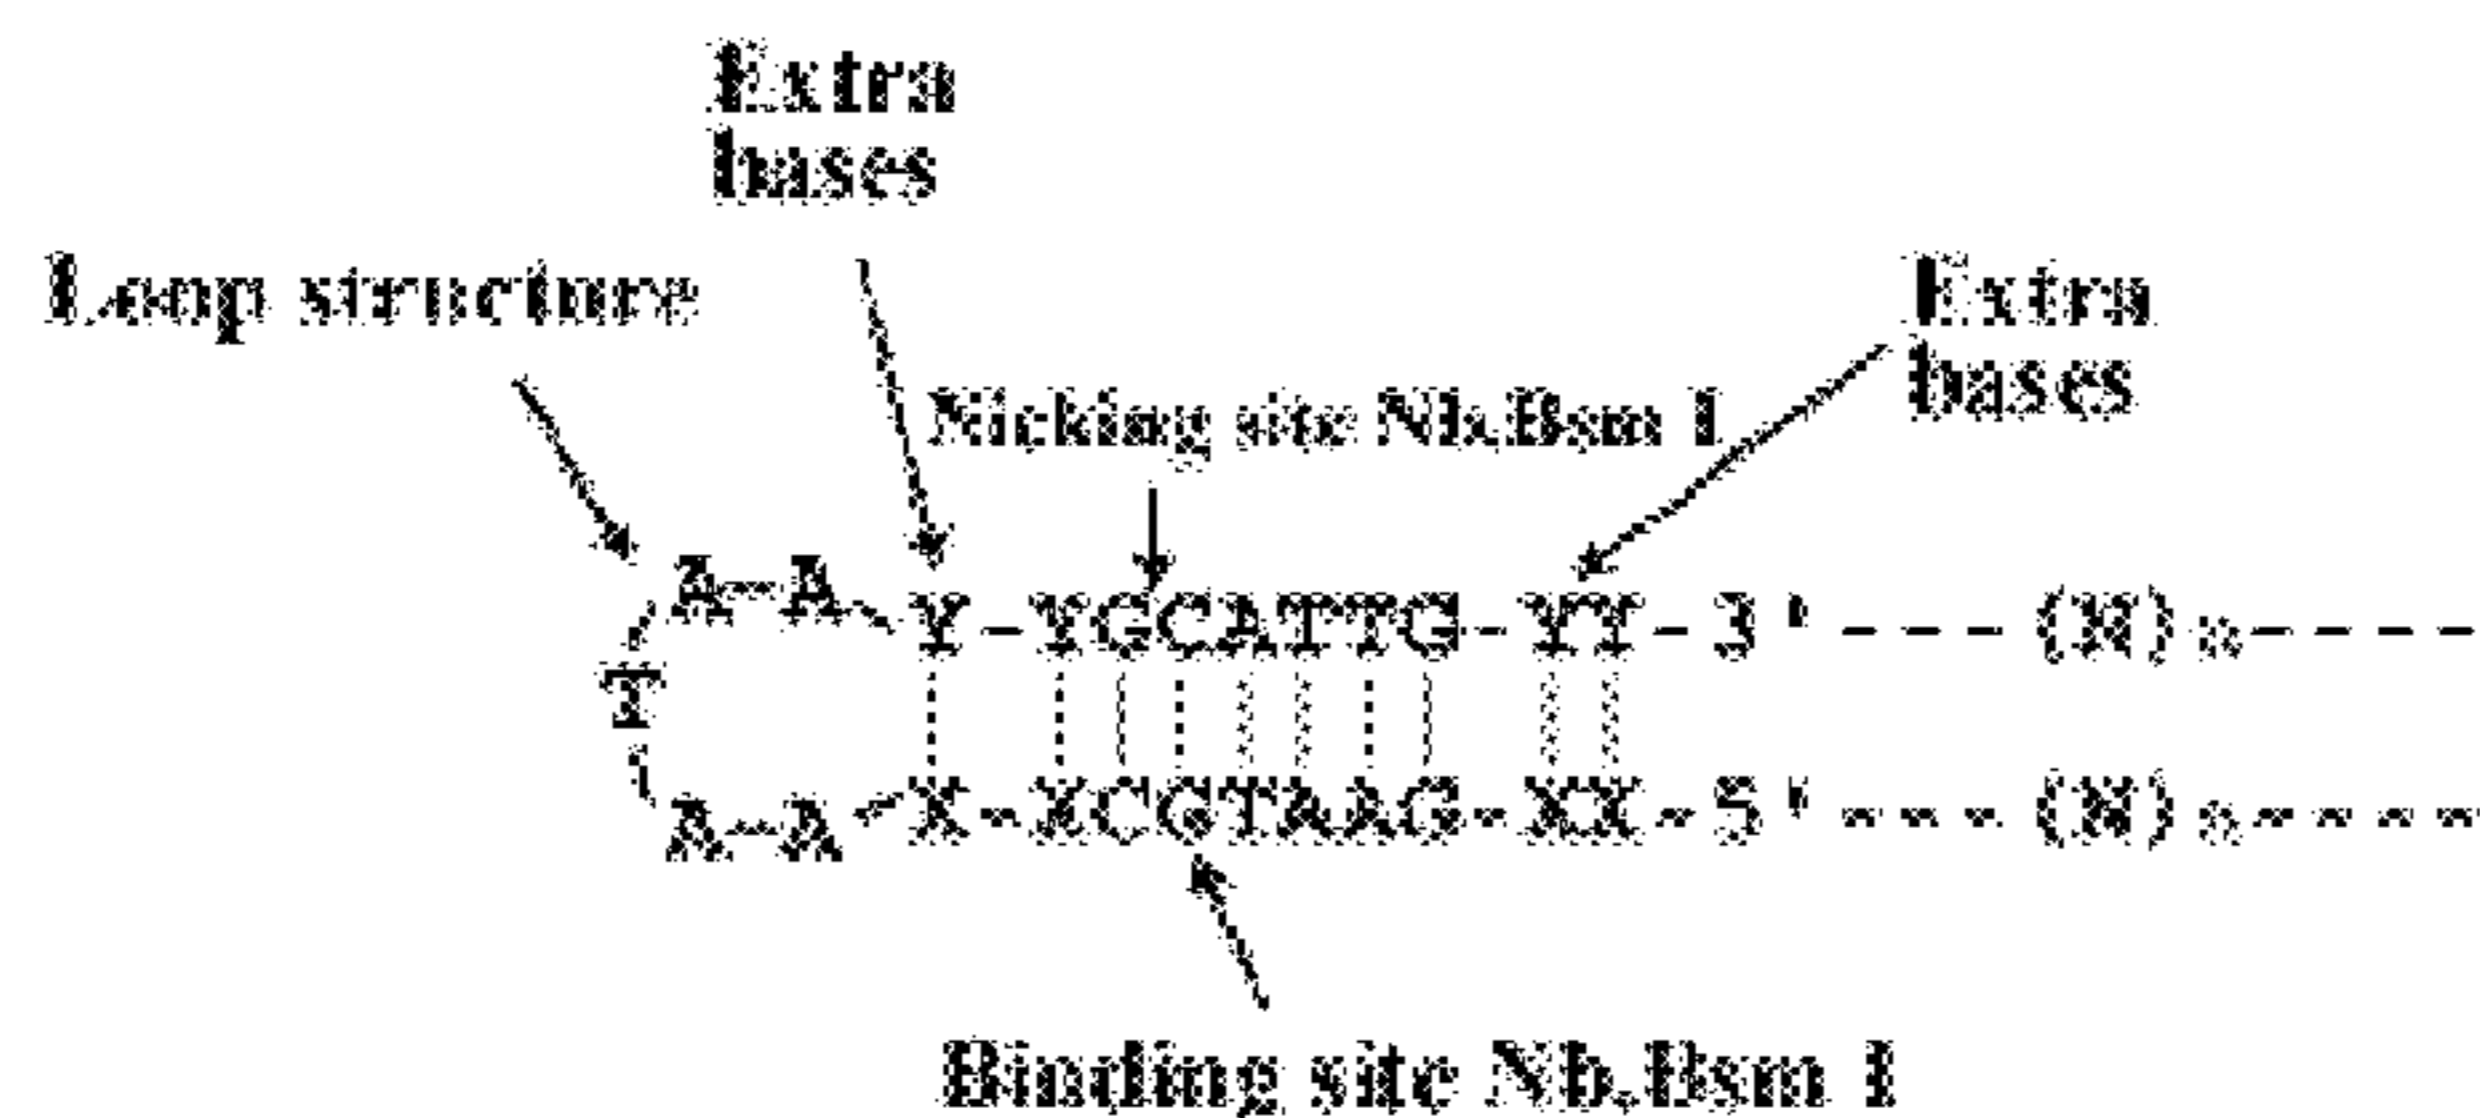 Extra
bases
Loop structure
Extra
bases
Nicking site Nb.Bsm I
A-A
Y-YGCATTG-YY-3'---(N)n----
T
A-A
X-XCGTAAG-XX-5'---(N)n----
Binding site Nb.Bsm I